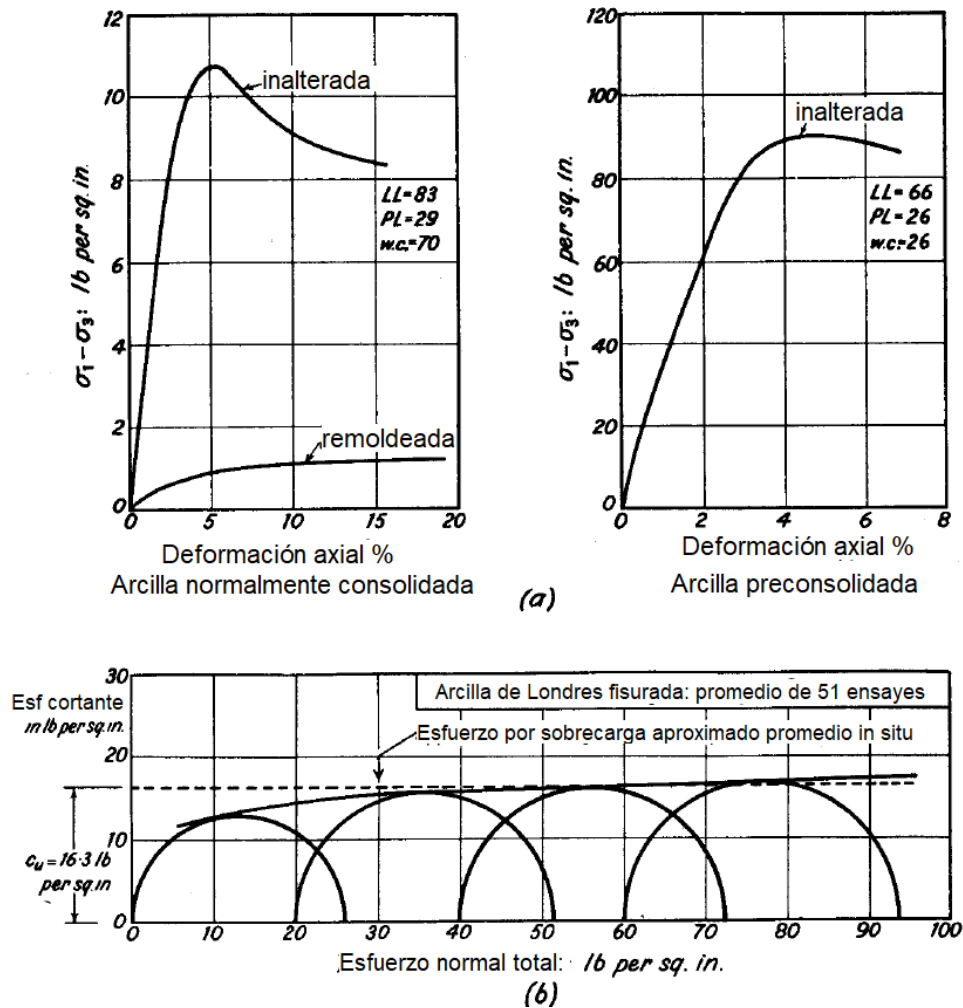 12
10
8
6
4
2
0
σ₁ – σ₃: lb per sq. in.
inalterada
LL=83
PL=29
w.c.=70
remoldeada
0 5 10 15 20
Deformación axial %
Arcilla normalmente consolidada
120
100
80
60
40
20
0
σ₁ – σ₃: lb per sq. in.
inalterada
LL=66
PL=26
w.c.=26
0 2 4 6 8
Deformación axial %
Arcilla preconsolidada
(a)
30
20
10
0
Esf cortante
in lb per sq. in.
Arcilla de Londres fisurada: promedio de 51 ensayes
Esfuerzo por sobrecarga aproximado promedio in situ
cu = 16·3 lb
per sq. in
0 10 20 30 40 50 60 70 80 90 100
Esfuerzo normal total: lb per sq. in.
(b)